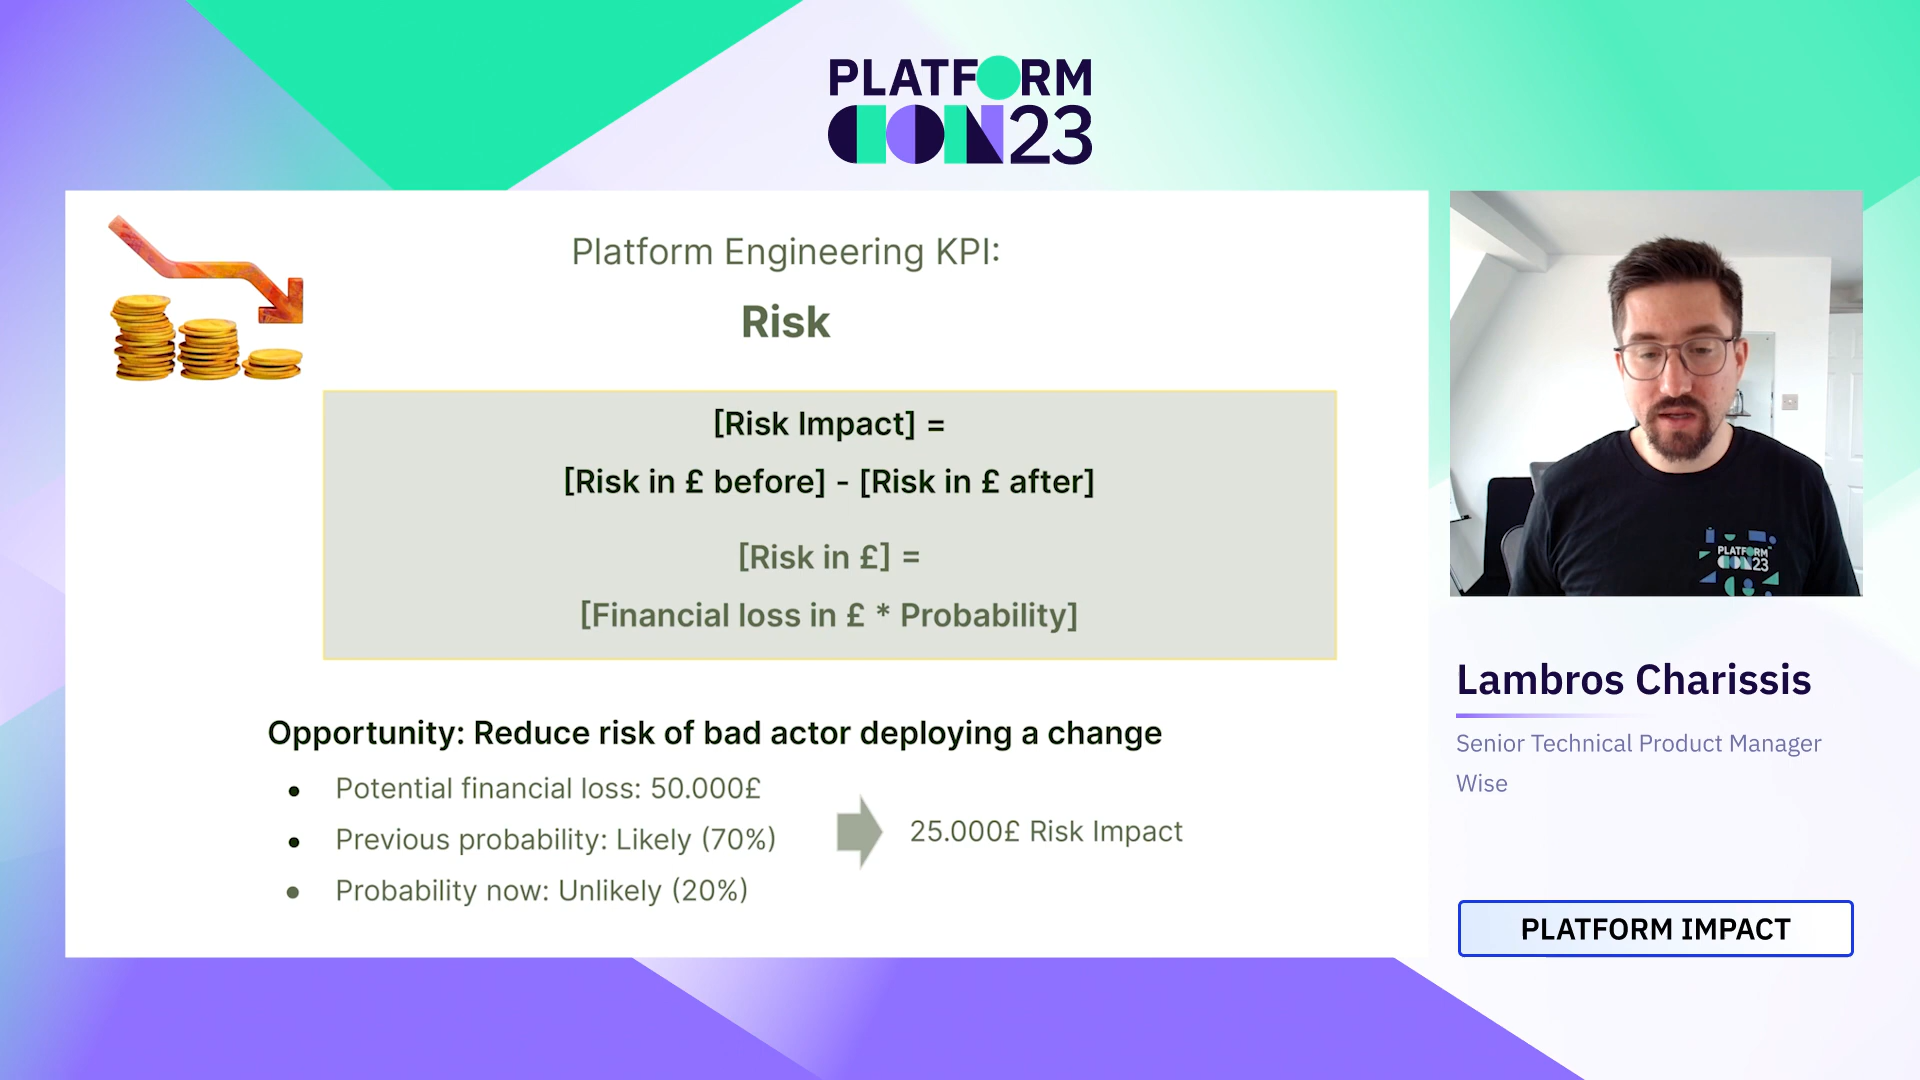 PLATFORM
CON23
Platform Engineering KPI:
Risk
[Risk Impact] =
[Risk in £ before] - [Risk in £ after]
[Risk in £] =
[Financial loss in £ * Probability]
Opportunity: Reduce risk of bad actor deploying a change
• Potential financial loss: 50.000£
• Previous probability: Likely (70%)
• Probability now: Unlikely (20%)
25.000£ Risk Impact
PLATFORM
CON23
Lambros Charissis
Senior Technical Product Manager
Wise
PLATFORM IMPACT